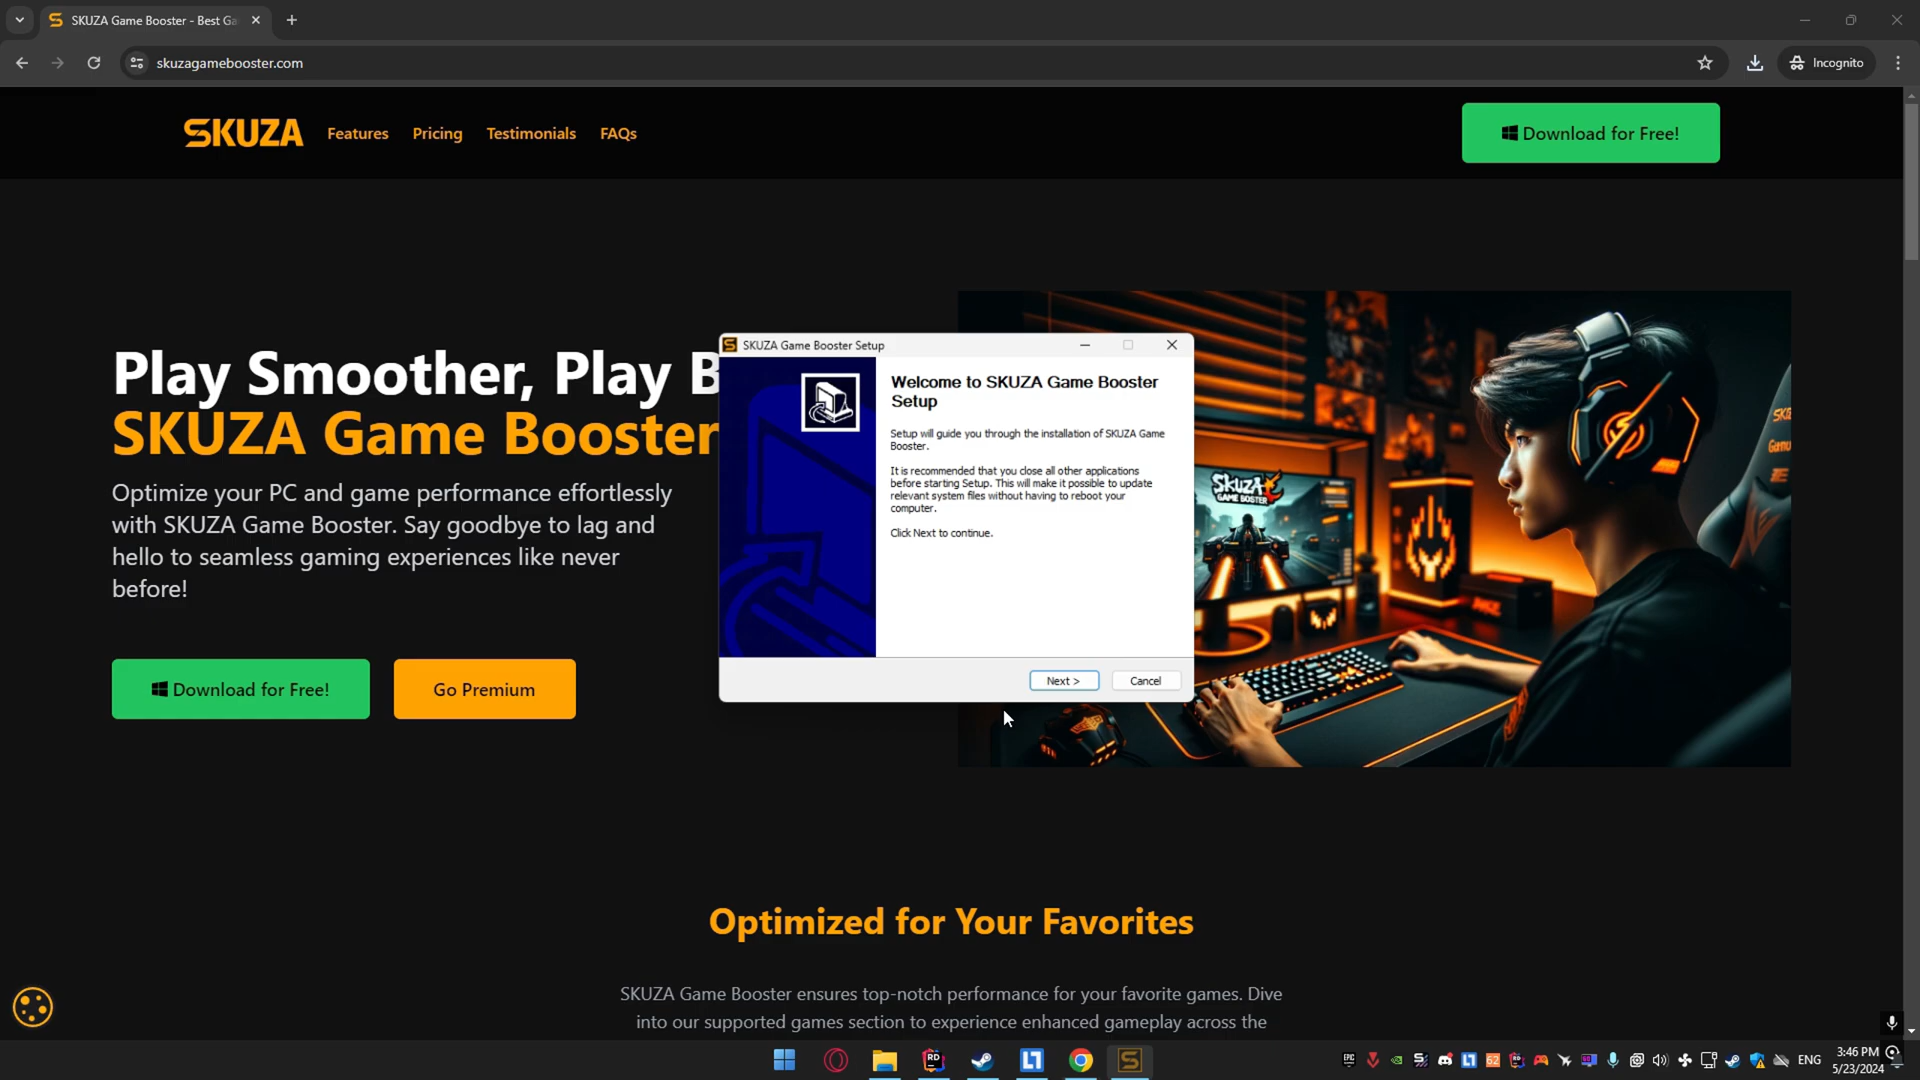 SKUZA Game Booster - Best Ga
skuzagamebooster.com
Incognito
SKUZA
Features
Pricing
Testimonials
FAQs
Download for Free!
Play Smoother, Play B
SKUZA Game Booster
Optimize your PC and game performance effortlessly
with SKUZA Game Booster. Say goodbye to lag and
hello to seamless gaming experiences like never
before!
Download for Free!
Go Premium
SKUZA Game Booster Setup
Welcome to SKUZA Game Booster
Setup
Setup will guide you through the installation of SKUZA Game
Booster.
It is recommended that you close all other applications
before starting Setup. This will make it possible to update
relevant system files without having to reboot your
computer.
Click Next to continue.
Next >
Cancel
SKUZA
GAME BOOSTER
Optimized for Your Favorites
SKUZA Game Booster ensures top-notch performance for your favorite games. Dive
into our supported games section to experience enhanced gameplay across the
RD
EPIC
62
ENG
3:46 PM
5/23/2024